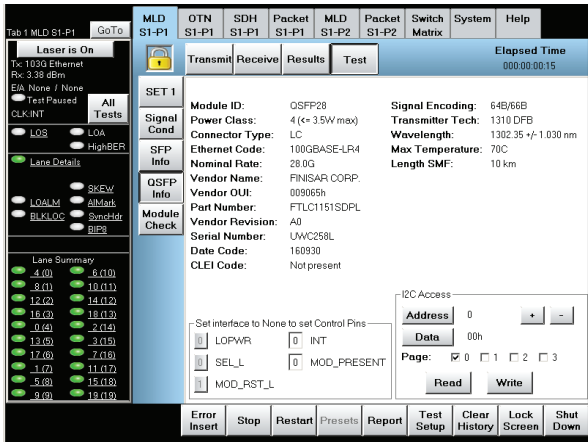 MLD OTN SDH Packet MLD Packet Switch System Help
Tab 1 MLD S1-P1 GoTo S1-P1 S1-P1 S1-P1 S1-P1 S1-P2 S1-P2 Matrix
Laser is On
Tx: 103G Ethernet
Rx: 3.38 dBm
E/A None / None
Test Paused
CLK:INT
All Tests
LOS LOA
HighBER
Lane Details
SKEW
LOALM AlMark
BLKLOC SyncHdr
BIP8
Lane Summary
4 (0) 6 (10)
8 (1) 10 (11)
12 (2) 14 (12)
16 (3) 18 (13)
0 (4) 2 (14)
13 (5) 3 (15)
17 (6) 7 (16)
1 (7) 11 (17)
5 (8) 15 (18)
9 (9) 19 (19)
Transmit Receive Results Test
Elapsed Time
000:00:00:15
SET 1
Signal Cond
SFP Info
QSFP Info
Module Check
Module ID: QSFP28
Power Class: 4 (<= 3.5W max)
Connector Type: LC
Ethernet Code: 100GBASE-LR4
Nominal Rate: 28.0G
Vendor Name: FINISAR CORP.
Vendor OUI: 009065h
Part Number: FTLC1151SDPL
Vendor Revision: A0
Serial Number: UWC258L
Date Code: 160930
CLEI Code: Not present
Signal Encoding: 64B/66B
Transmitter Tech: 1310 DFB
Wavelength: 1302.35 +/- 1.030 nm
Max Temperature: 70C
Length SMF: 10 km
Set interface to None to set Control Pins
0 LOPWR 0 INT
0 SEL_L 0 MOD_PRESENT
1 MOD_RST_L
I2C Access
Address 0 + -
Data 00h
Page: 0 1 2 3
Read Write
Error Insert Stop Restart Presets Report Test Setup Clear History Lock Screen Shut Down